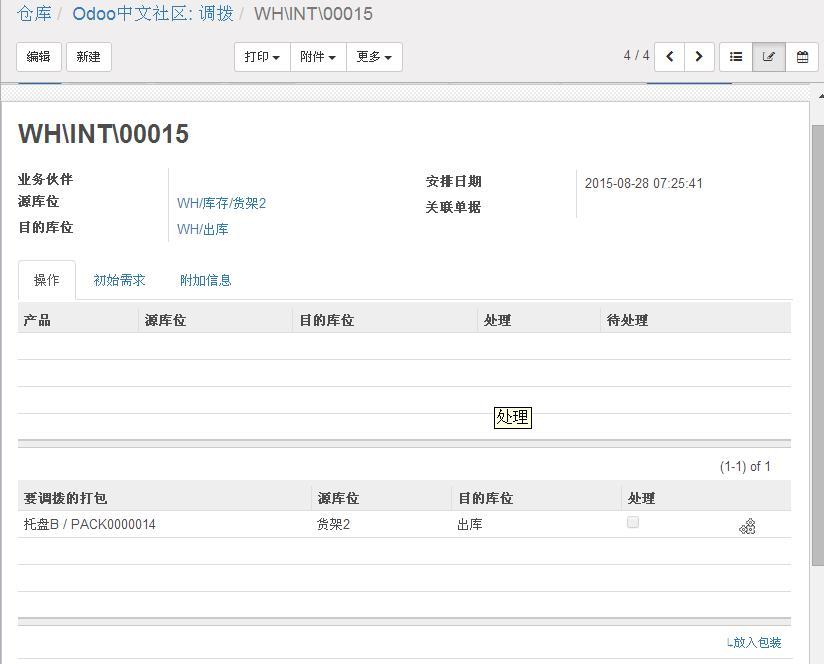 仓库 / Odoo中文社区: 调拨 / WH\INT\00015
编辑 新建 打印 附件 更多 4 / 4
WH\INT\00015
业务伙伴
源库位 WH/库存/货架2
目的库位 WH/出库
安排日期 2015-08-28 07:25:41
关联单据
操作 初始需求 附加信息
产品 源库位 目的库位 处理 待处理
处理
(1-1) of 1
要调拨的打包 源库位 目的库位 处理
托盘B / PACK0000014 货架2 出库
↳放入包装